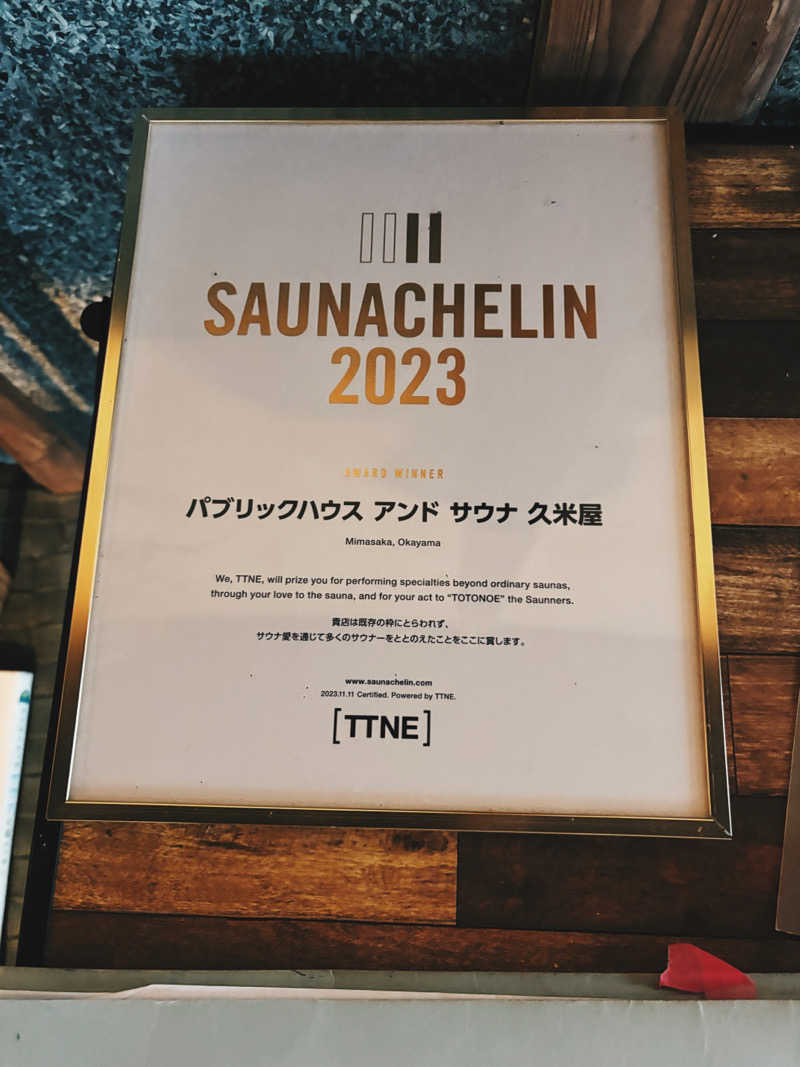 SAUNACHELIN
2023
AWARD WINNER
パブリックハウス アンド サウナ 久米屋
Mimasaka, Okayama
We, TTNE, will prize you for performing specialties beyond ordinary saunas,
through your love to the sauna, and for your act to "TOTONOE" the Saunners.
貴店は既存の枠にとらわれず、
サウナ愛を通じて多くのサウナーをととのえたことをここに賞します。
www.saunachelin.com
2023.11.11 Certified. Powered by TTNE.
[TTNE]